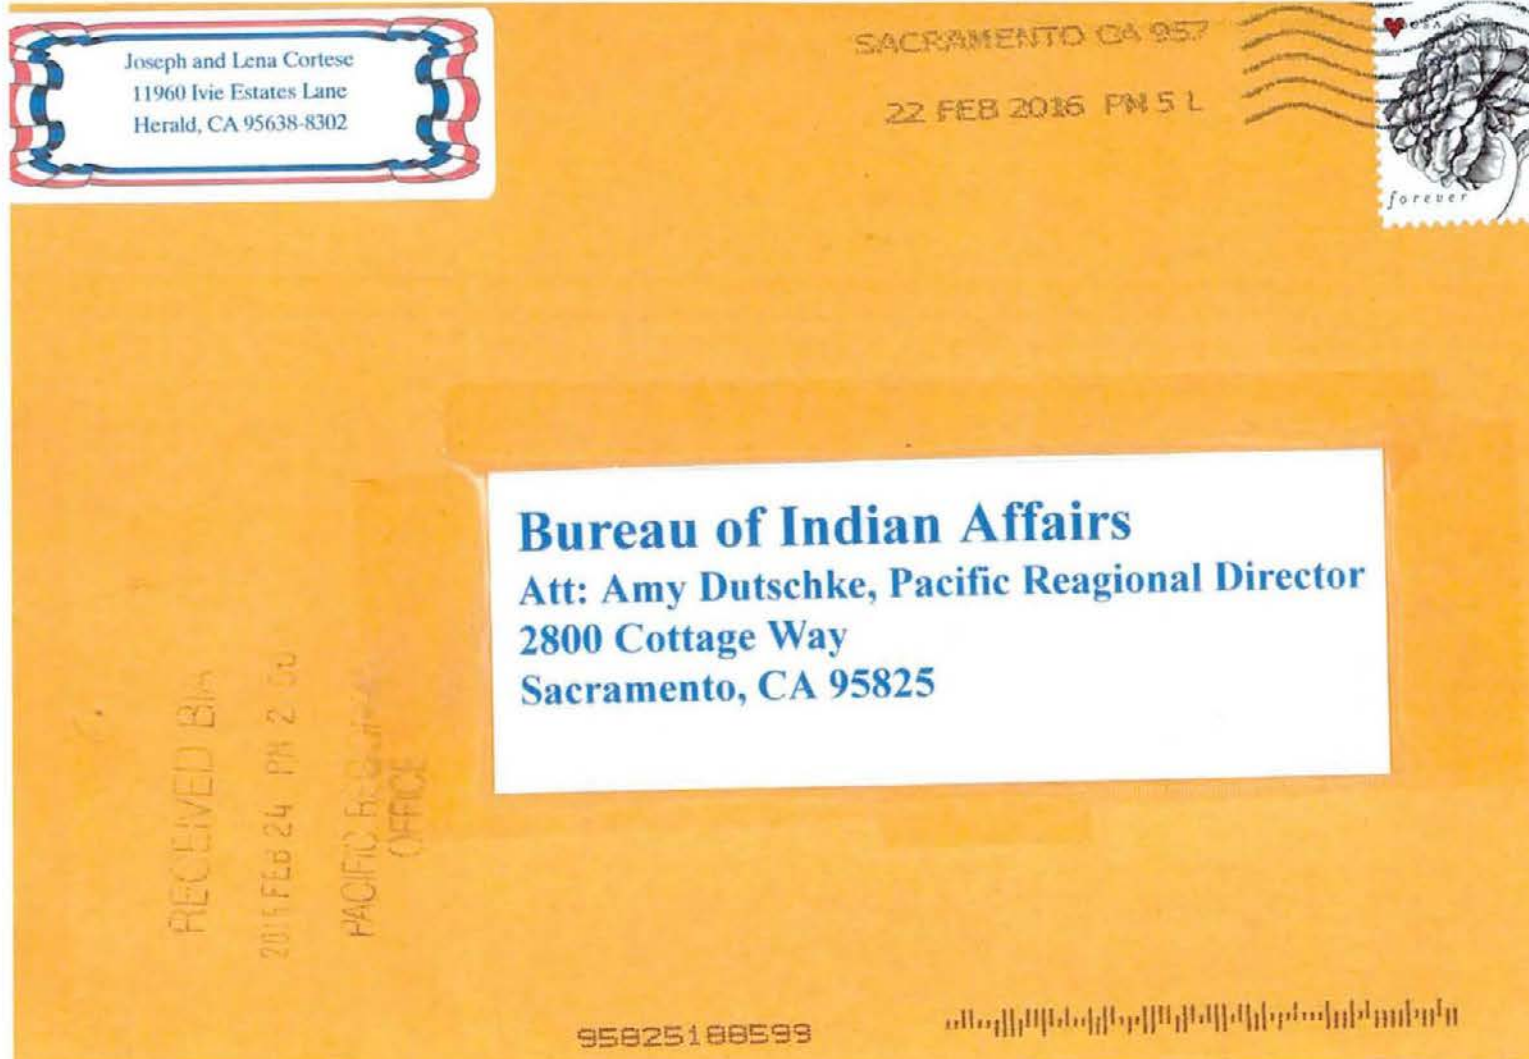 Joseph and Lena Cortese
11960 Ivie Estates Lane
Herald, CA 95638-8302
SACRAMENTO CA 957
22 FEB 2016 PM 5 L
forever
Bureau of Indian Affairs
Att: Amy Dutschke, Pacific Reagional Director
2800 Cottage Way
Sacramento, CA 95825
RECEIVED BIA
FEB 24 PM 2
PACIFIC
OFFICE
95825188599